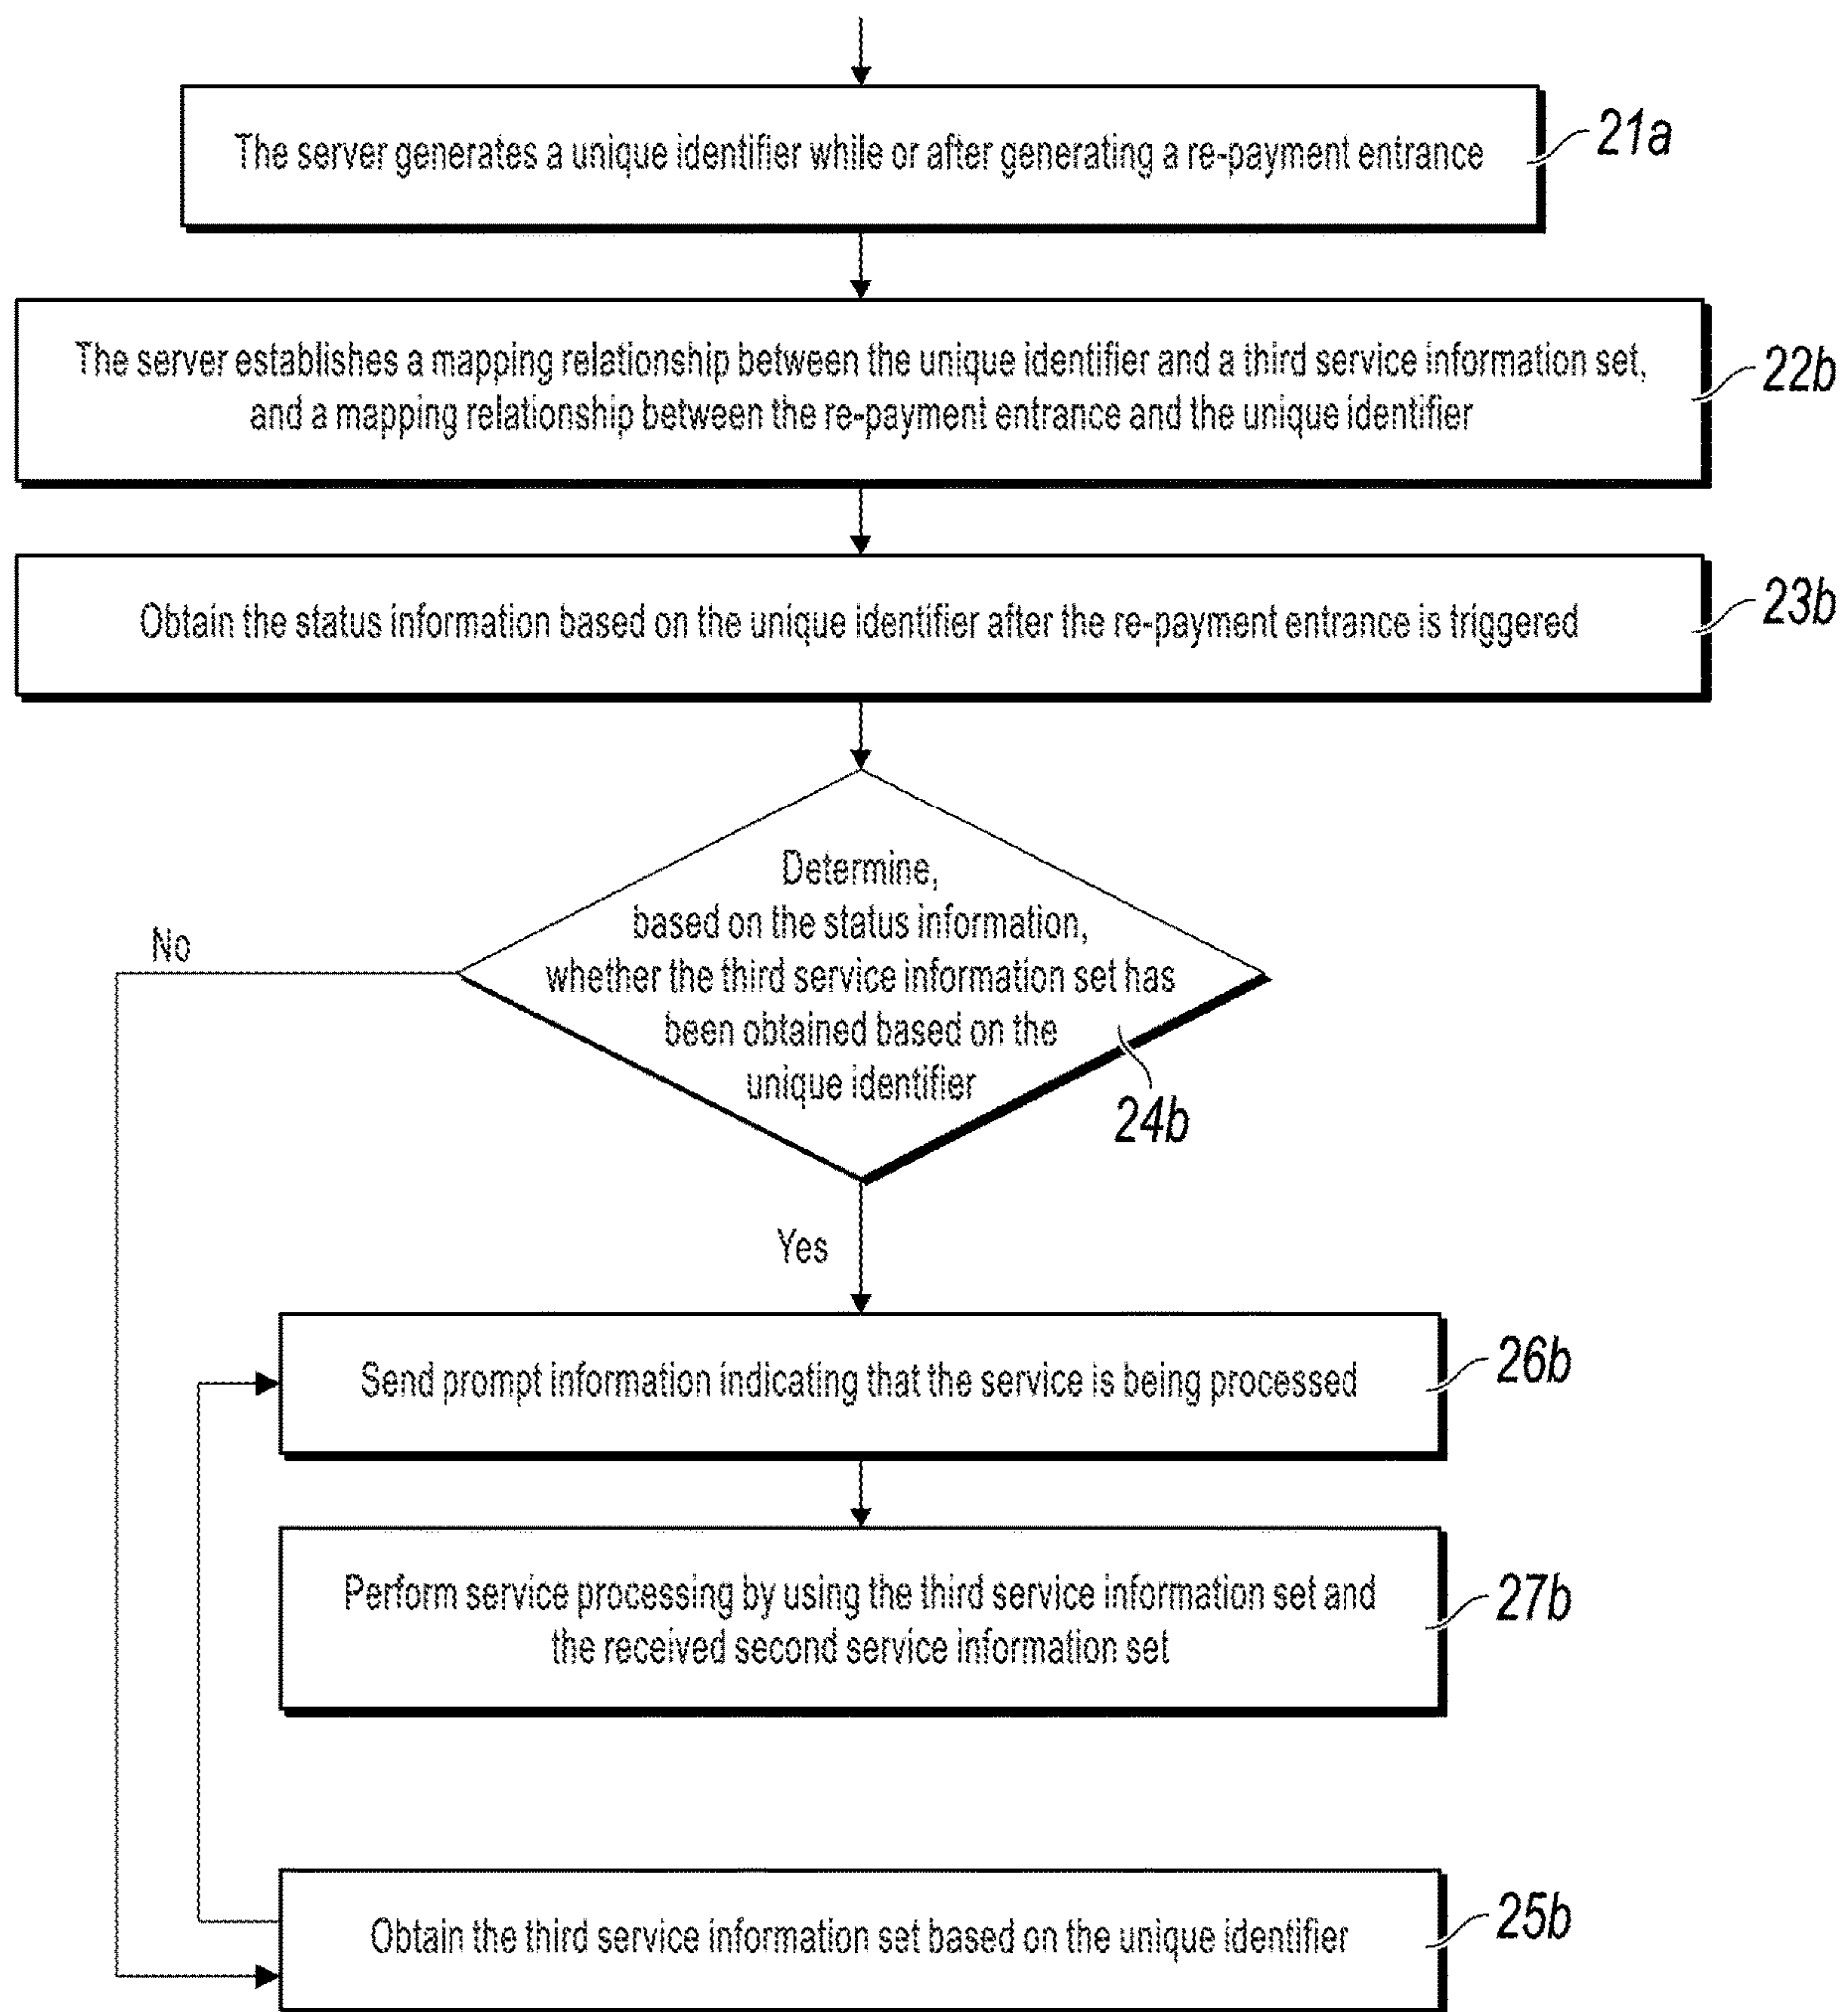 The server generates a unique identifier while or after generating a re-payment entrance
21a
The server establishes a mapping relationship between the unique identifier and a third service information set,
and a mapping relationship between the re-payment entrance and the unique identifier
22b
Obtain the status information based on the unique identifier after the re-payment entrance is triggered
23b
Determine,
based on the status information,
whether the third service information set has
been obtained based on the
unique identifier
24b
No
Yes
Send prompt information indicating that the service is being processed
26b
Perform service processing by using the third service information set and
the received second service information set
27b
Obtain the third service information set based on the unique identifier
25b